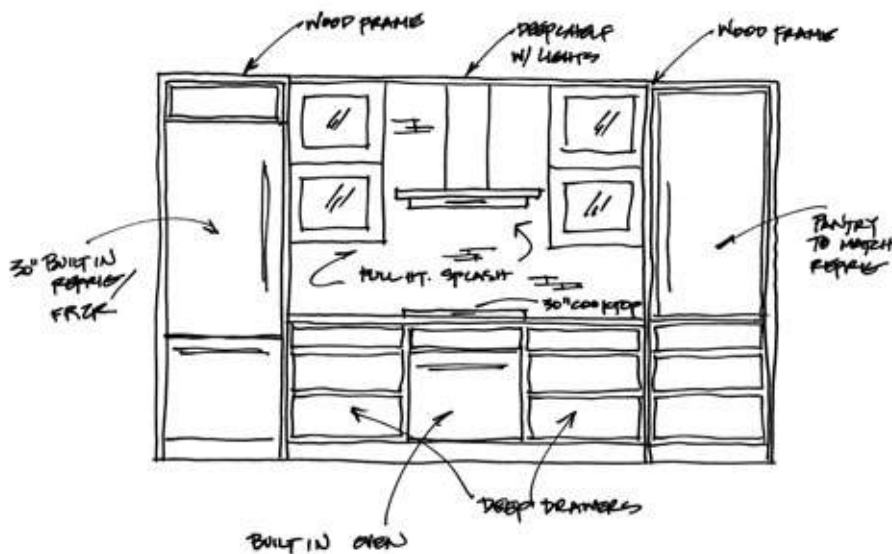 WOOD FRAME
DEEP SHELF
W/ LIGHTS
WOOD FRAME
30" BUILT IN
REFRIG/
FRZR
PANTRY
TO MATCH
REFRIG
FULL HT. SPLASH
30" COOKTOP
DEEP DRAWERS
BUILT IN OVEN